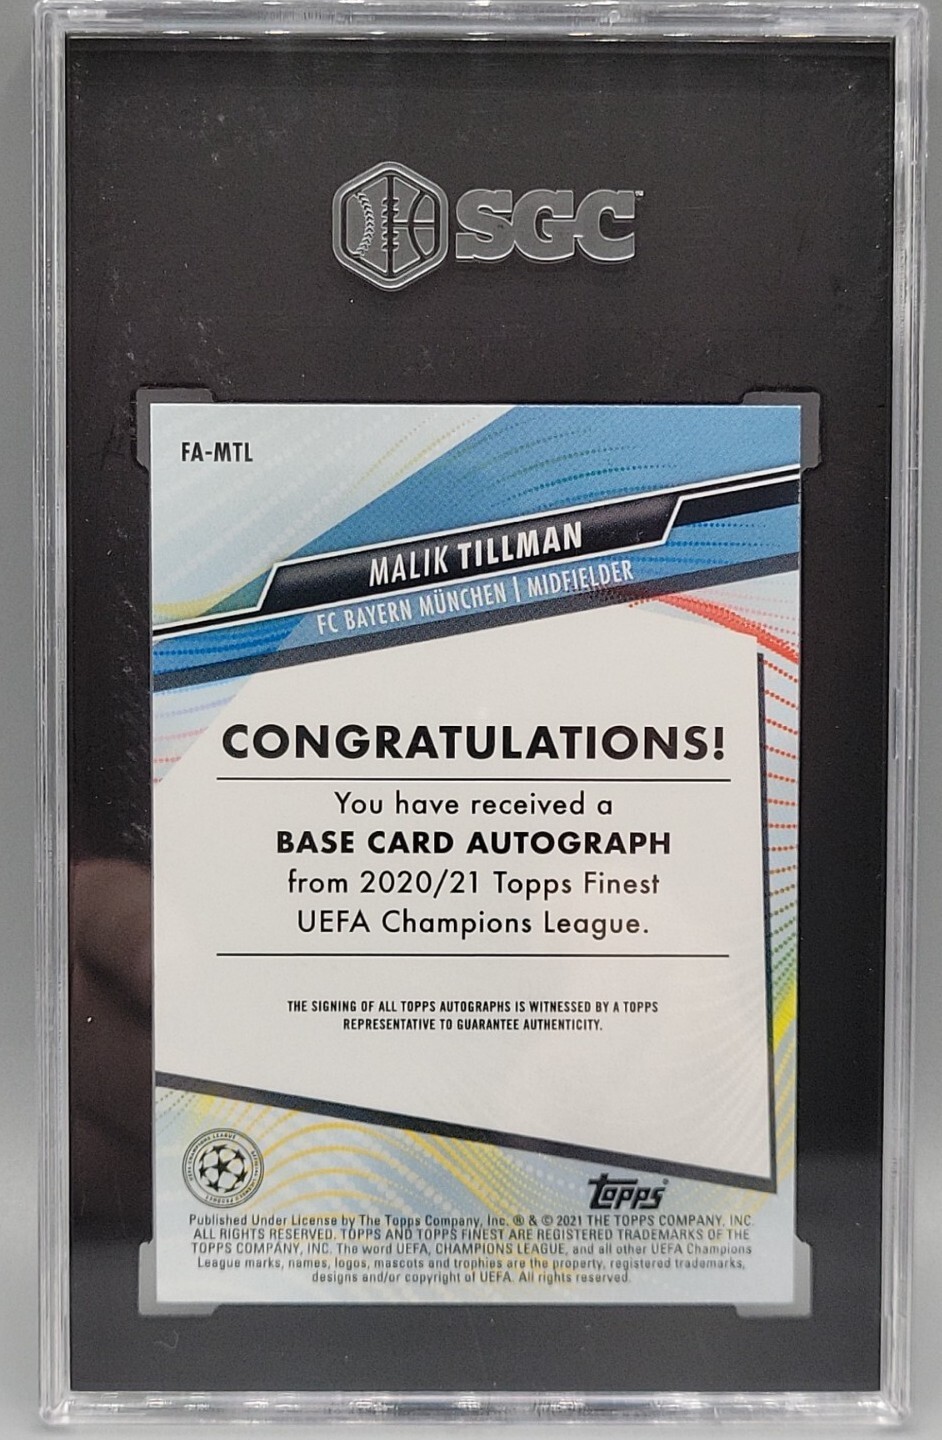 SGC
FA-MTL
MALIK TILLMAN
FC BAYERN MÜNCHEN | MIDFIELDER
CONGRATULATIONS!
You have received a
BASE CARD AUTOGRAPH
from 2020/21 Topps Finest
UEFA Champions League.
THE SIGNING OF ALL TOPPS AUTOGRAPHS IS WITNESSED BY A TOPPS
REPRESENTATIVE TO GUARANTEE AUTHENTICITY.
topps®
Published Under License by The Topps Company, Inc. ® & © 2021 THE TOPPS COMPANY, INC.
ALL RIGHTS RESERVED. TOPPS AND TOPPS FINEST ARE REGISTERED TRADEMARKS OF THE
TOPPS COMPANY, INC. The word UEFA, CHAMPIONS LEAGUE, and all other UEFA Champions
League marks, names, logos, mascots and trophies are the property, registered trademarks,
designs and/or copyright of UEFA. All rights reserved.